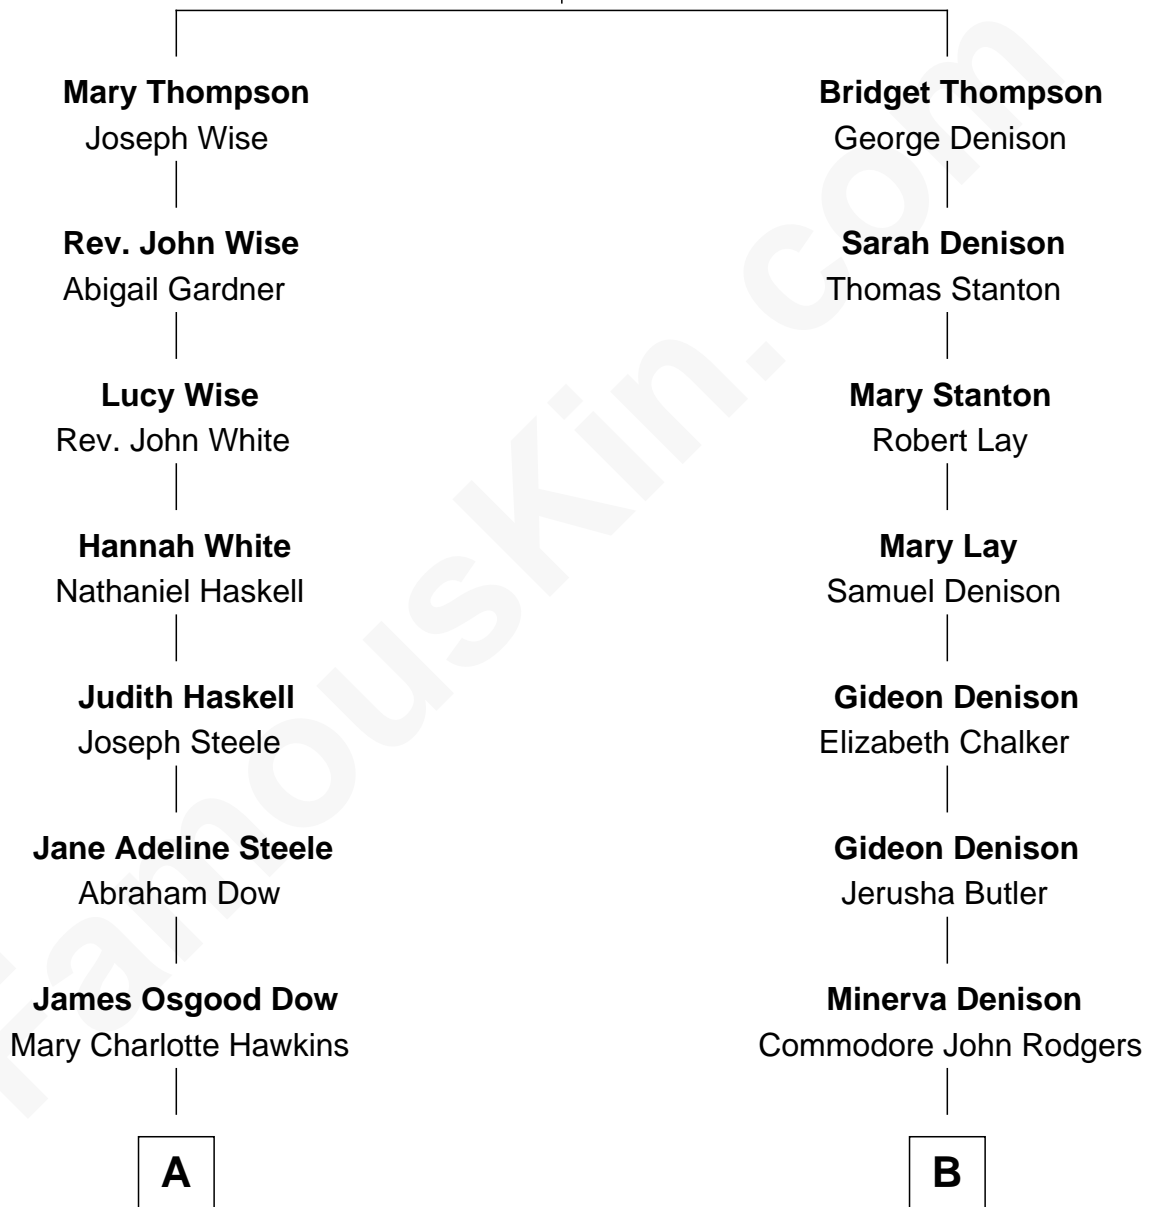 Mary Thompson
Joseph Wise
Rev. John Wise
Abigail Gardner
Lucy Wise
Rev. John White
Hannah White
Nathaniel Haskell
Judith Haskell
Joseph Steele
Jane Adeline Steele
Abraham Dow
James Osgood Dow
Mary Charlotte Hawkins
A
Bridget Thompson
George Denison
Sarah Denison
Thomas Stanton
Mary Stanton
Robert Lay
Mary Lay
Samuel Denison
Gideon Denison
Elizabeth Chalker
Gideon Denison
Jerusha Butler
Minerva Denison
Commodore John Rodgers
B
FamousKin.com